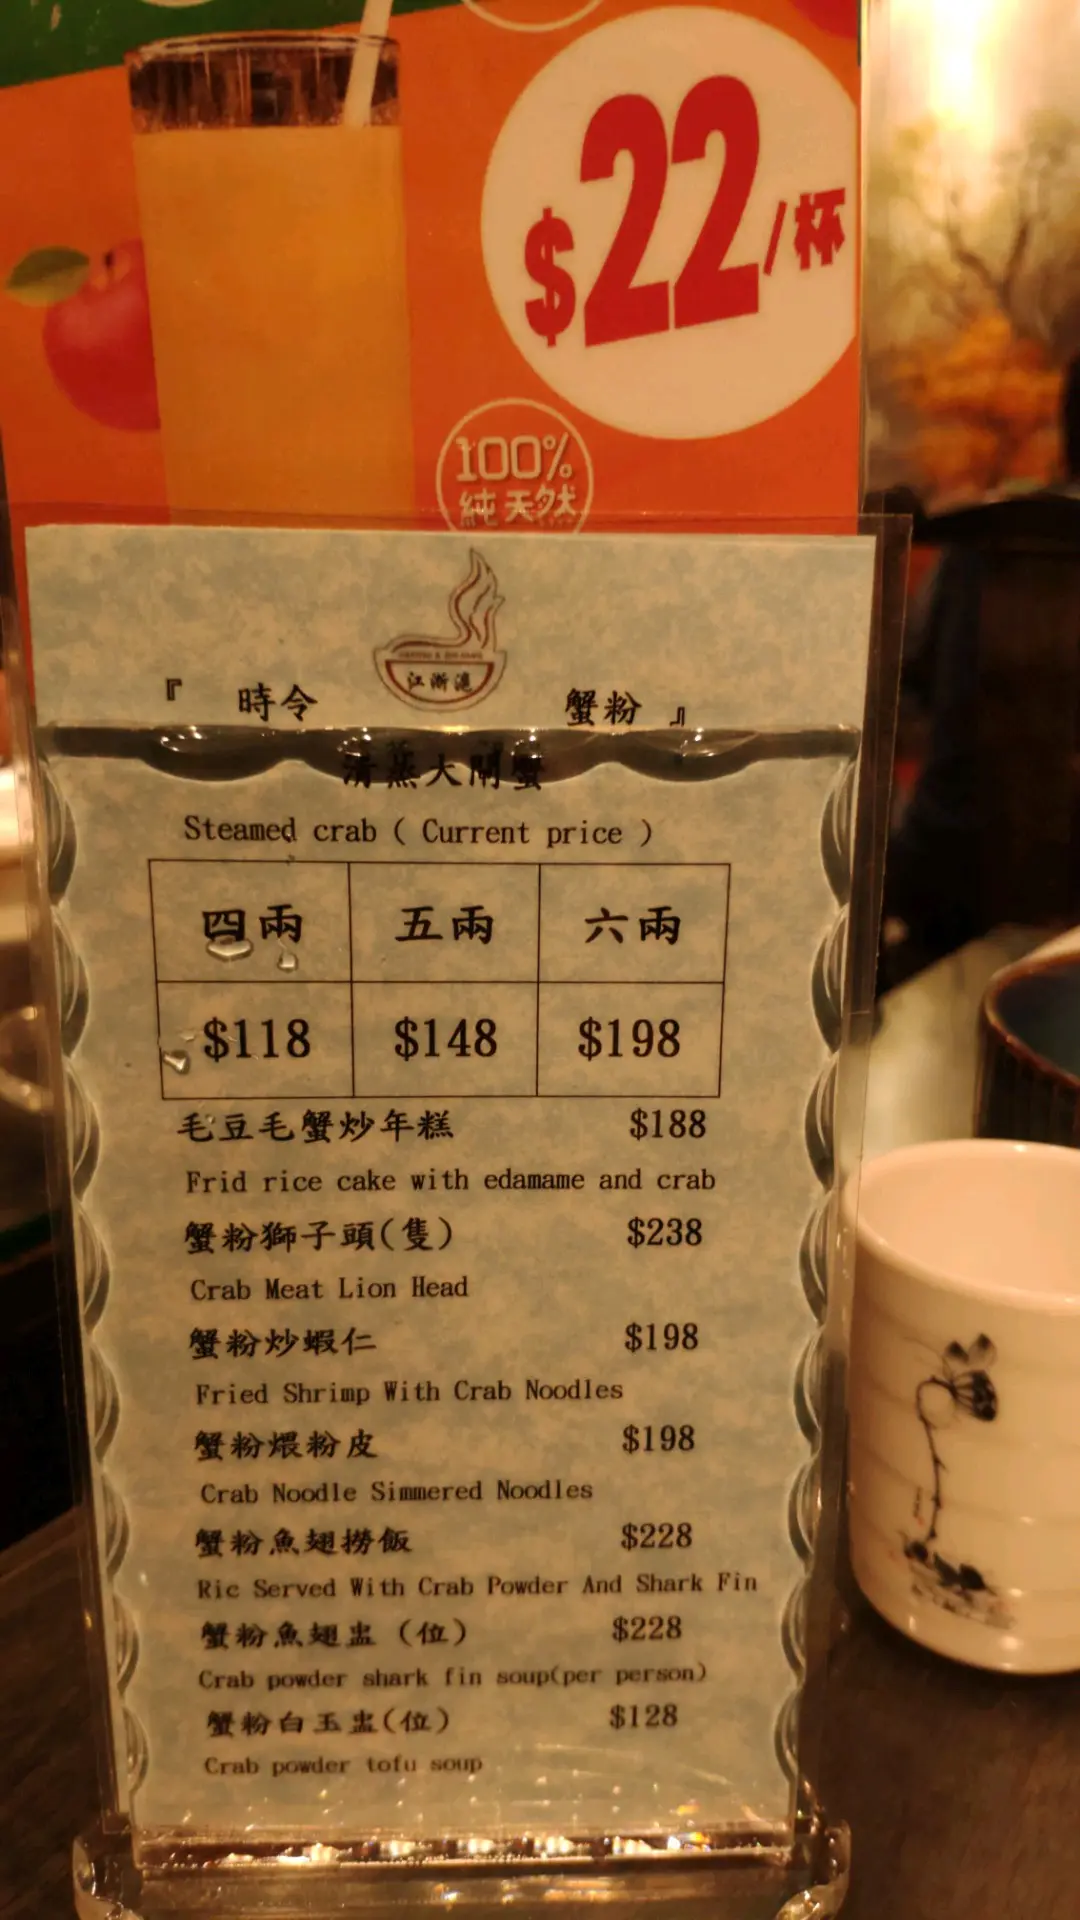 $22/杯
100%
純天然
江浙滬
『 時令 蟹粉 』
清蒸大閘蟹
Steamed crab ( Current price )
四兩 五兩 六兩
$118 $148 $198
毛豆毛蟹炒年糕 $188
Frid rice cake with edamame and crab
蟹粉獅子頭(隻) $238
Crab Meat Lion Head
蟹粉炒蝦仁 $198
Fried Shrimp With Crab Noodles
蟹粉煨粉皮 $198
Crab Noodle Simmered Noodles
蟹粉魚翅撈飯 $228
Ric Served With Crab Powder And Shark Fin
蟹粉魚翅盅 (位) $228
Crab powder shark fin soup(per person)
蟹粉白玉盅(位) $128
Crab powder tofu soup